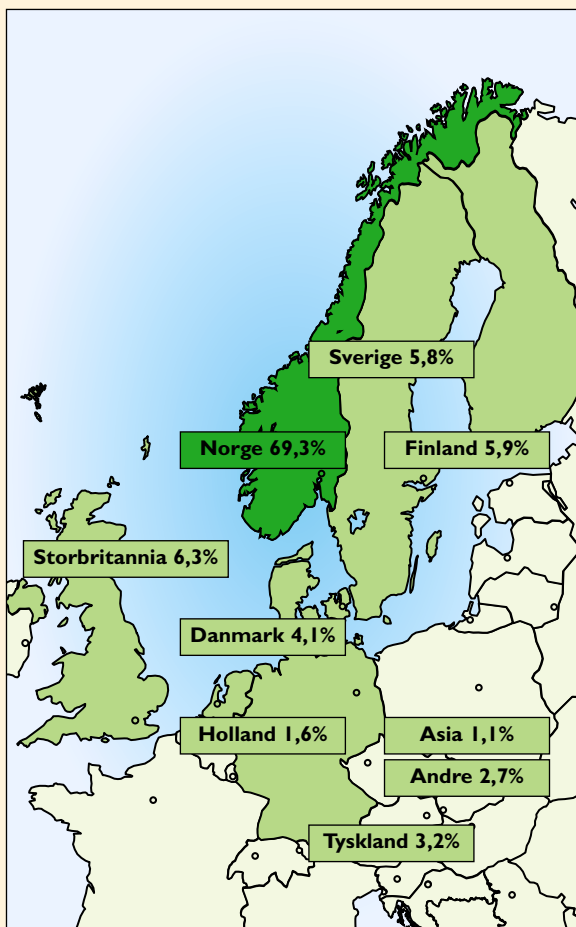 Sverige 5,8%
Norge 69,3%
Finland 5,9%
Storbritannia 6,3%
Danmark 4,1%
Holland 1,6%
Asia 1,1%
Andre 2,7%
Tyskland 3,2%